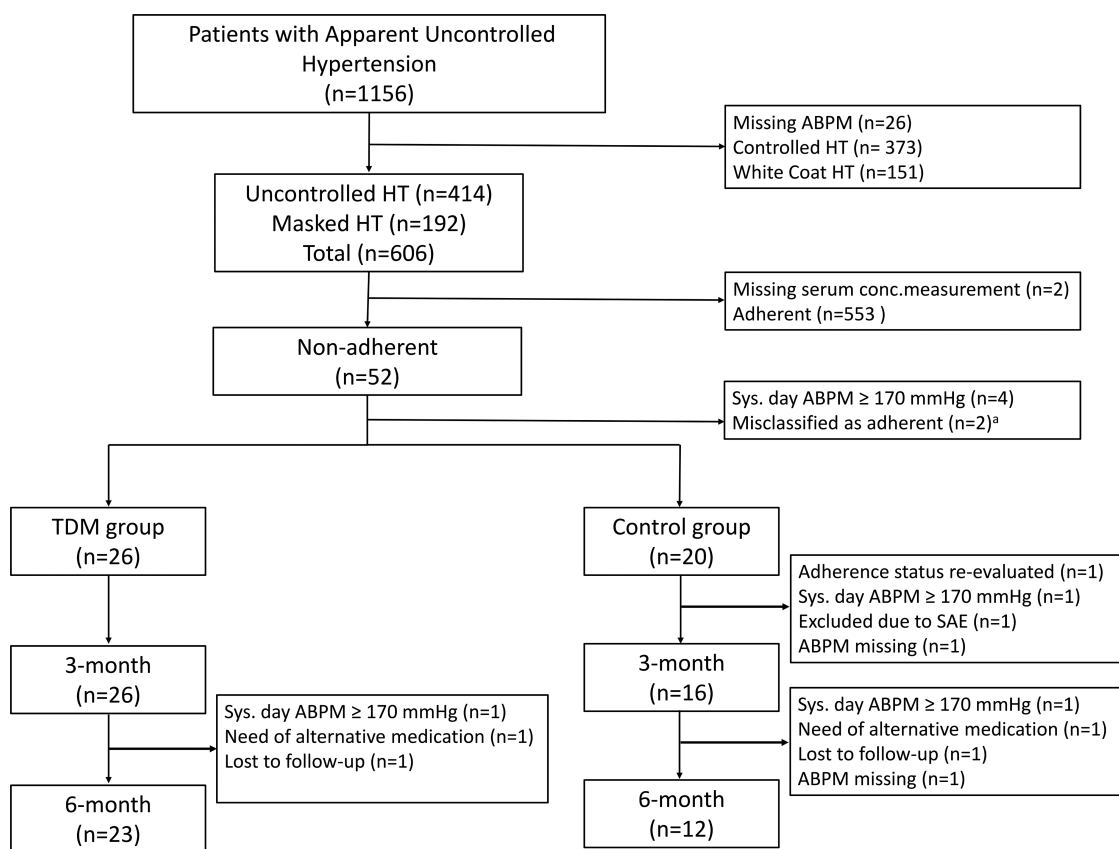 Patients with Apparent Uncontrolled
Hypertension
(n=1156)
Missing ABPM (n=26)
Controlled HT (n= 373)
White Coat HT (n=151)
Uncontrolled HT (n=414)
Masked HT (n=192)
Total (n=606)
Missing serum conc.measurement (n=2)
Adherent (n=553 )
Non-adherent
(n=52)
Sys. day ABPM ≥ 170 mmHg (n=4)
Misclassified as adherent (n=2)ᵃ
TDM group
(n=26)
Control group
(n=20)
Adherence status re-evaluated (n=1)
Sys. day ABPM ≥ 170 mmHg (n=1)
Excluded due to SAE (n=1)
ABPM missing (n=1)
3-month
(n=26)
3-month
(n=16)
Sys. day ABPM ≥ 170 mmHg (n=1)
Need of alternative medication (n=1)
Lost to follow-up (n=1)
Sys. day ABPM ≥ 170 mmHg (n=1)
Need of alternative medication (n=1)
Lost to follow-up (n=1)
ABPM missing (n=1)
6-month
(n=23)
6-month
(n=12)